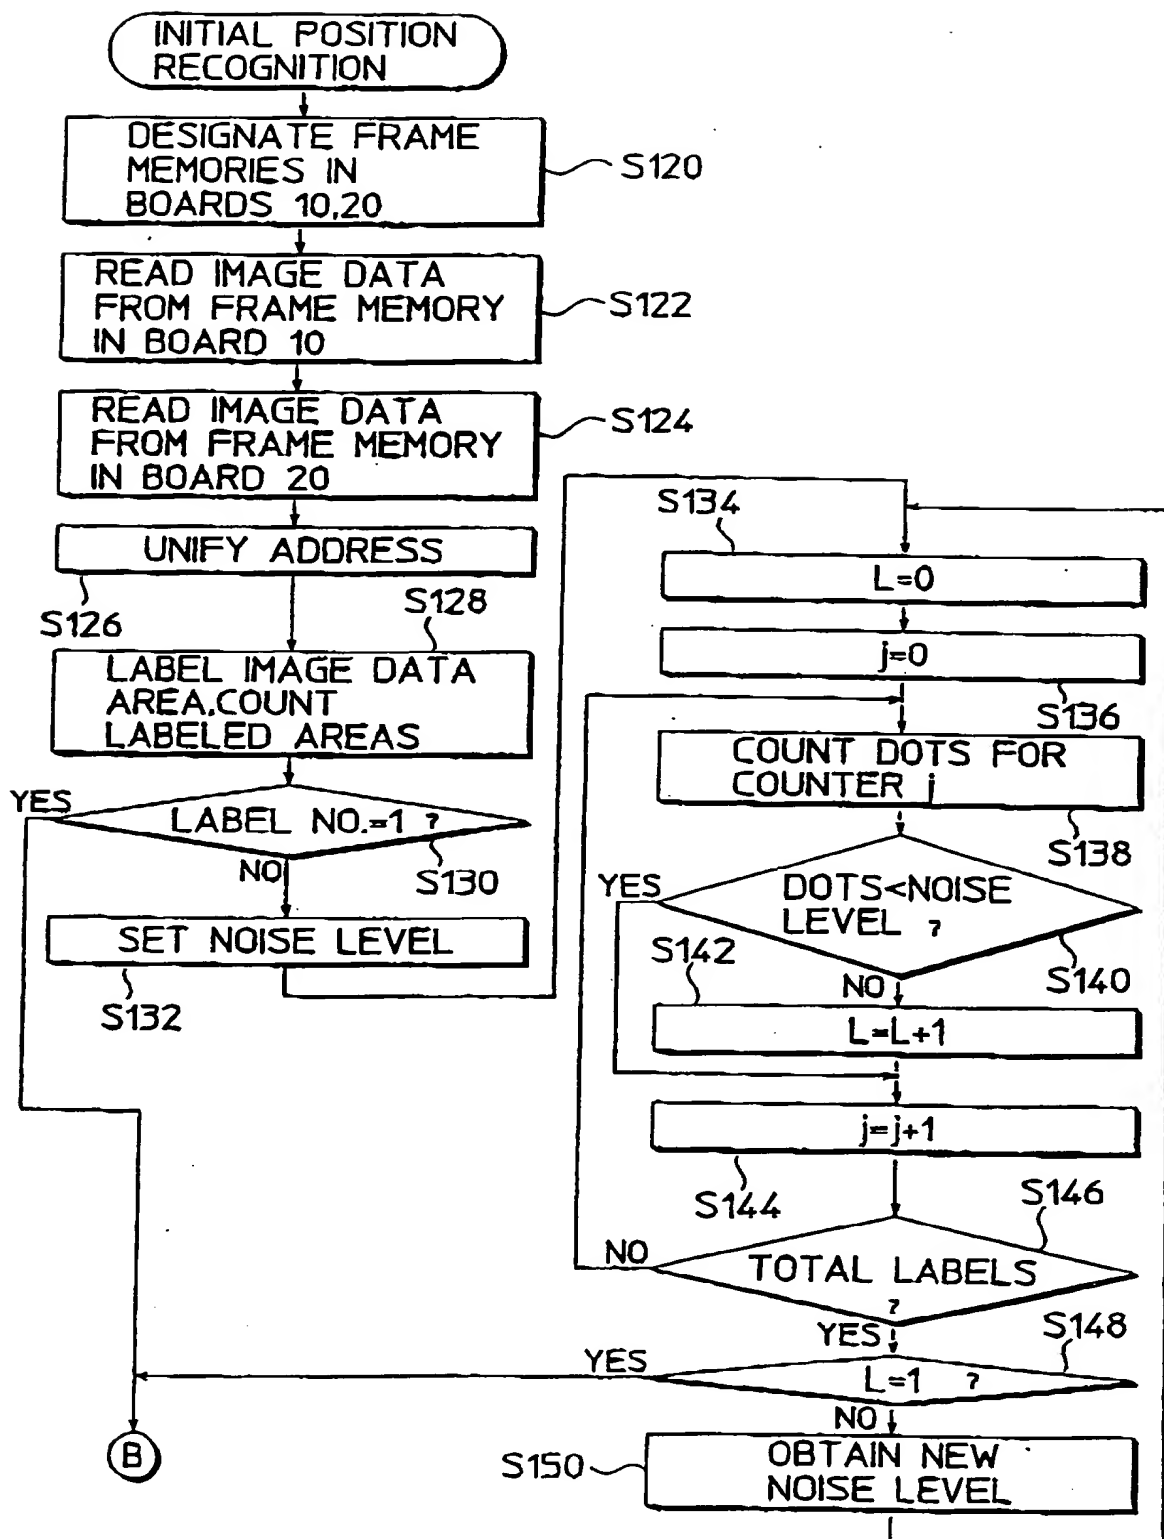 INITIAL POSITION
RECOGNITION
DESIGNATE FRAME
MEMORIES IN
BOARDS 10,20
S120
READ IMAGE DATA
FROM FRAME MEMORY
IN BOARD 10
S122
READ IMAGE DATA
FROM FRAME MEMORY
IN BOARD 20
S124
UNIFY ADDRESS
S126
S128
LABEL IMAGE DATA
AREA.COUNT
LABELED AREAS
YES
LABEL NO.=1 ?
NO
S130
SET NOISE LEVEL
S132
S134
L=0
j=0
S136
COUNT DOTS FOR
COUNTER j
S138
YES
DOTS<NOISE
LEVEL ?
S140
NO
S142
L=L+1
j=j+1
S144
S146
NO
TOTAL LABELS
?
YES
S148
YES
L=1 ?
NO
B
S150
OBTAIN NEW
NOISE LEVEL